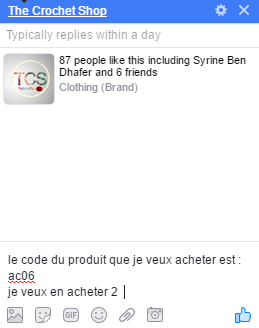 The Crochet Shop
Typically replies within a day
87 people like this including Syrine Ben
Dhafer and 6 friends
Clothing (Brand)
TCS
le code du produit que je veux acheter est :
ac06
je veux en acheter 2
GIF